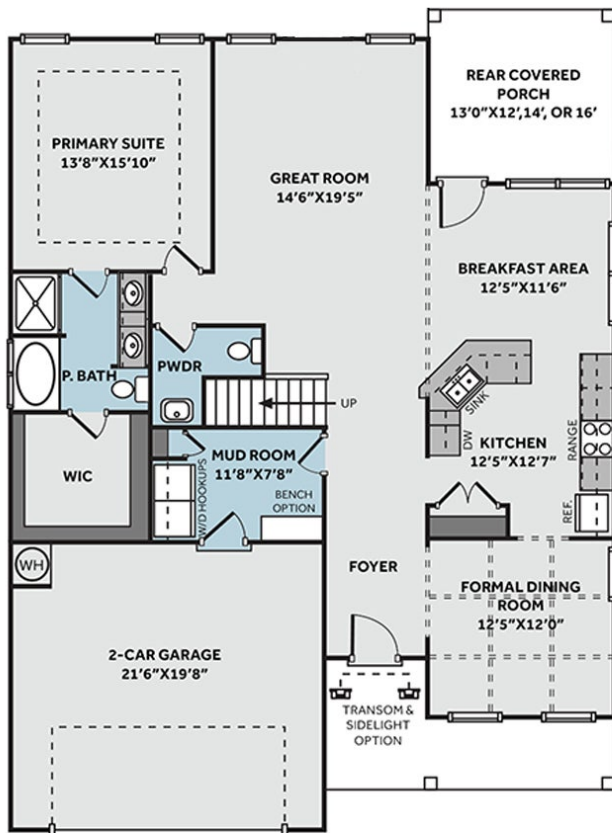 REAR COVERED
PORCH
13'0"X12',14', OR 16'
PRIMARY SUITE
13'8"X15'10"
GREAT ROOM
14'6"X19'5"
BREAKFAST AREA
12'5"X11'6"
P. BATH
PWDR
UP
SINK
DW
KITCHEN
12'5"X12'7"
RANGE
REF.
WIC
MUD ROOM
11'8"X7'8"
W/D HOOKUPS
BENCH
OPTION
WH
FOYER
FORMAL DINING
ROOM
12'5"X12'0"
2-CAR GARAGE
21'6"X19'8"
TRANSOM &
SIDELIGHT
OPTION